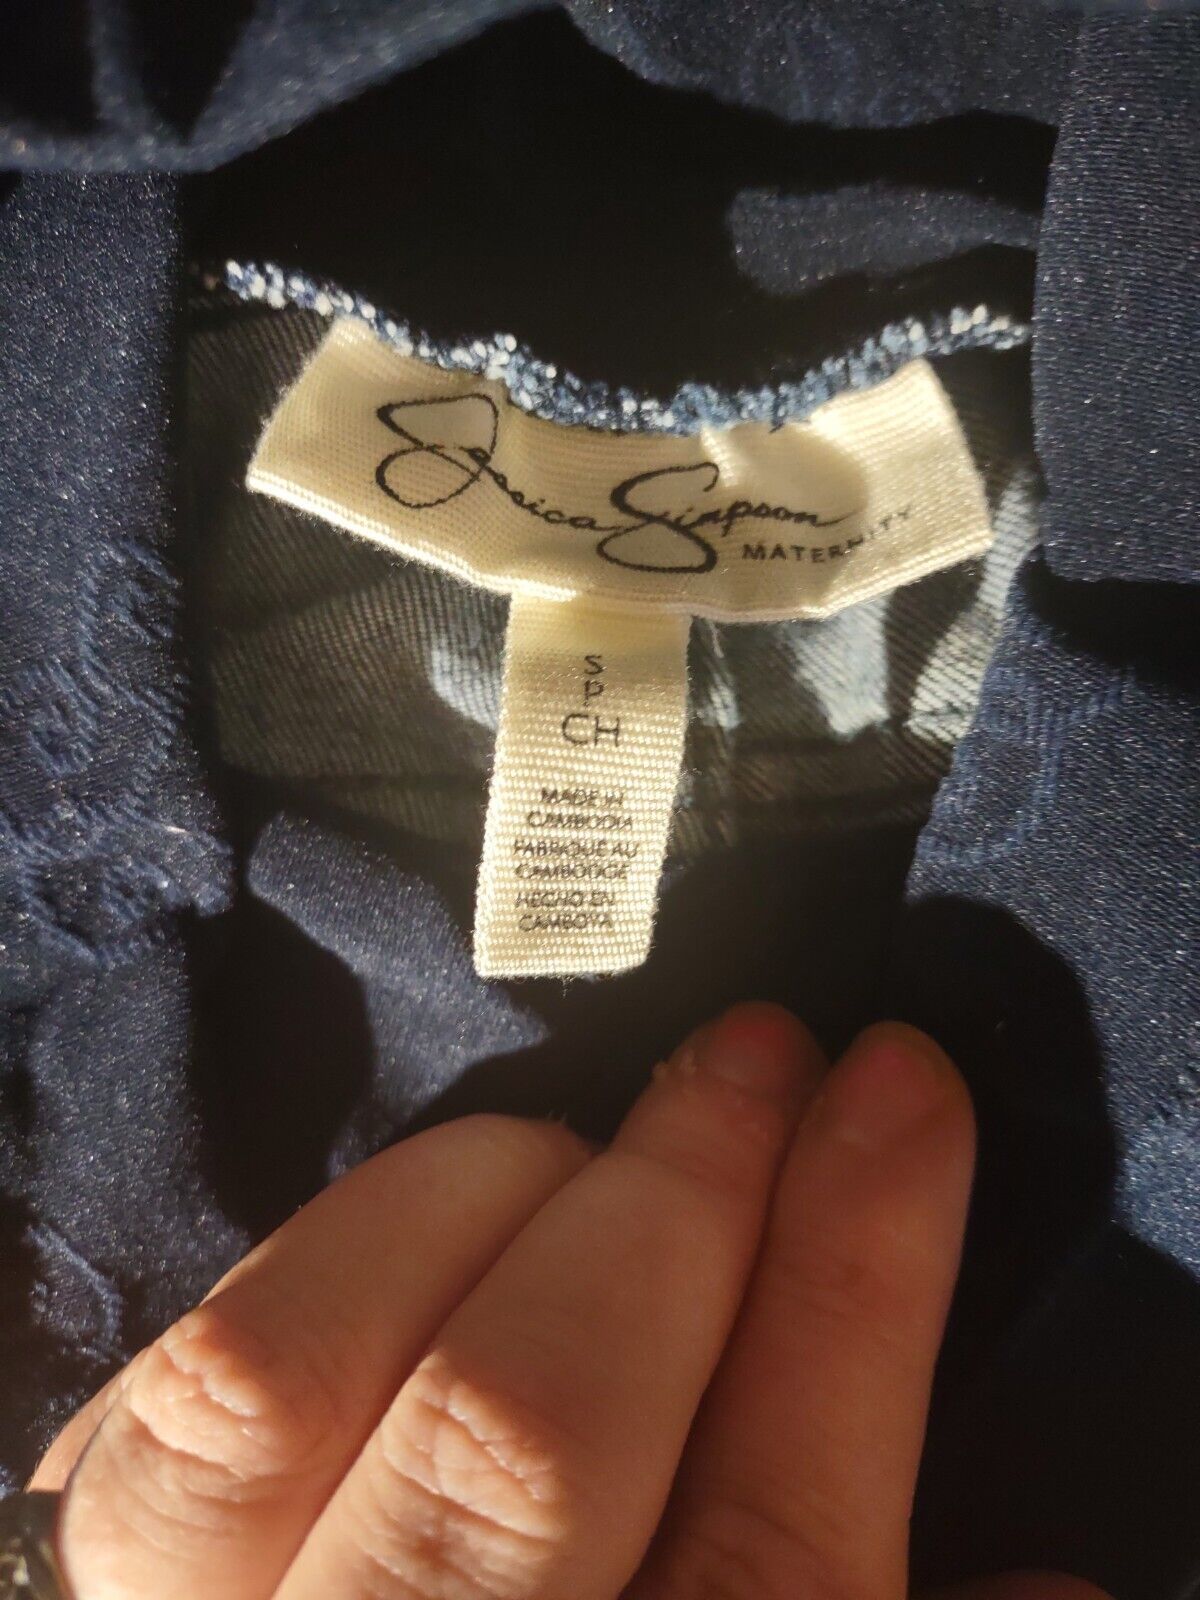 Jessica Simpson
MATERNITY
S
P
CH
MADE IN
CAMBODIA
FABRIQUE AU
CAMBODGE
HECHO EN
CAMBOYA